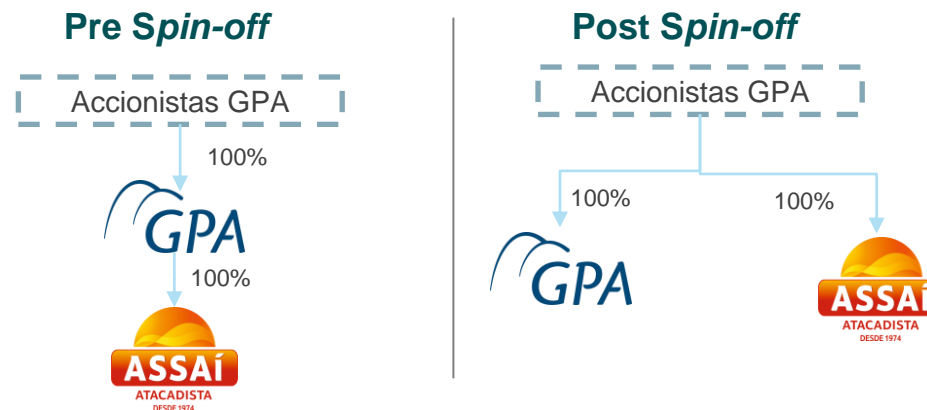 Pre Spin-off
Accionistas GPA
100%
GPA
100%
ASSAÍ
ATACADISTA
DESDE 1974
Post Spin-off
Accionistas GPA
100%
100%
GPA
ASSAÍ
ATACADISTA
DESDE 1974